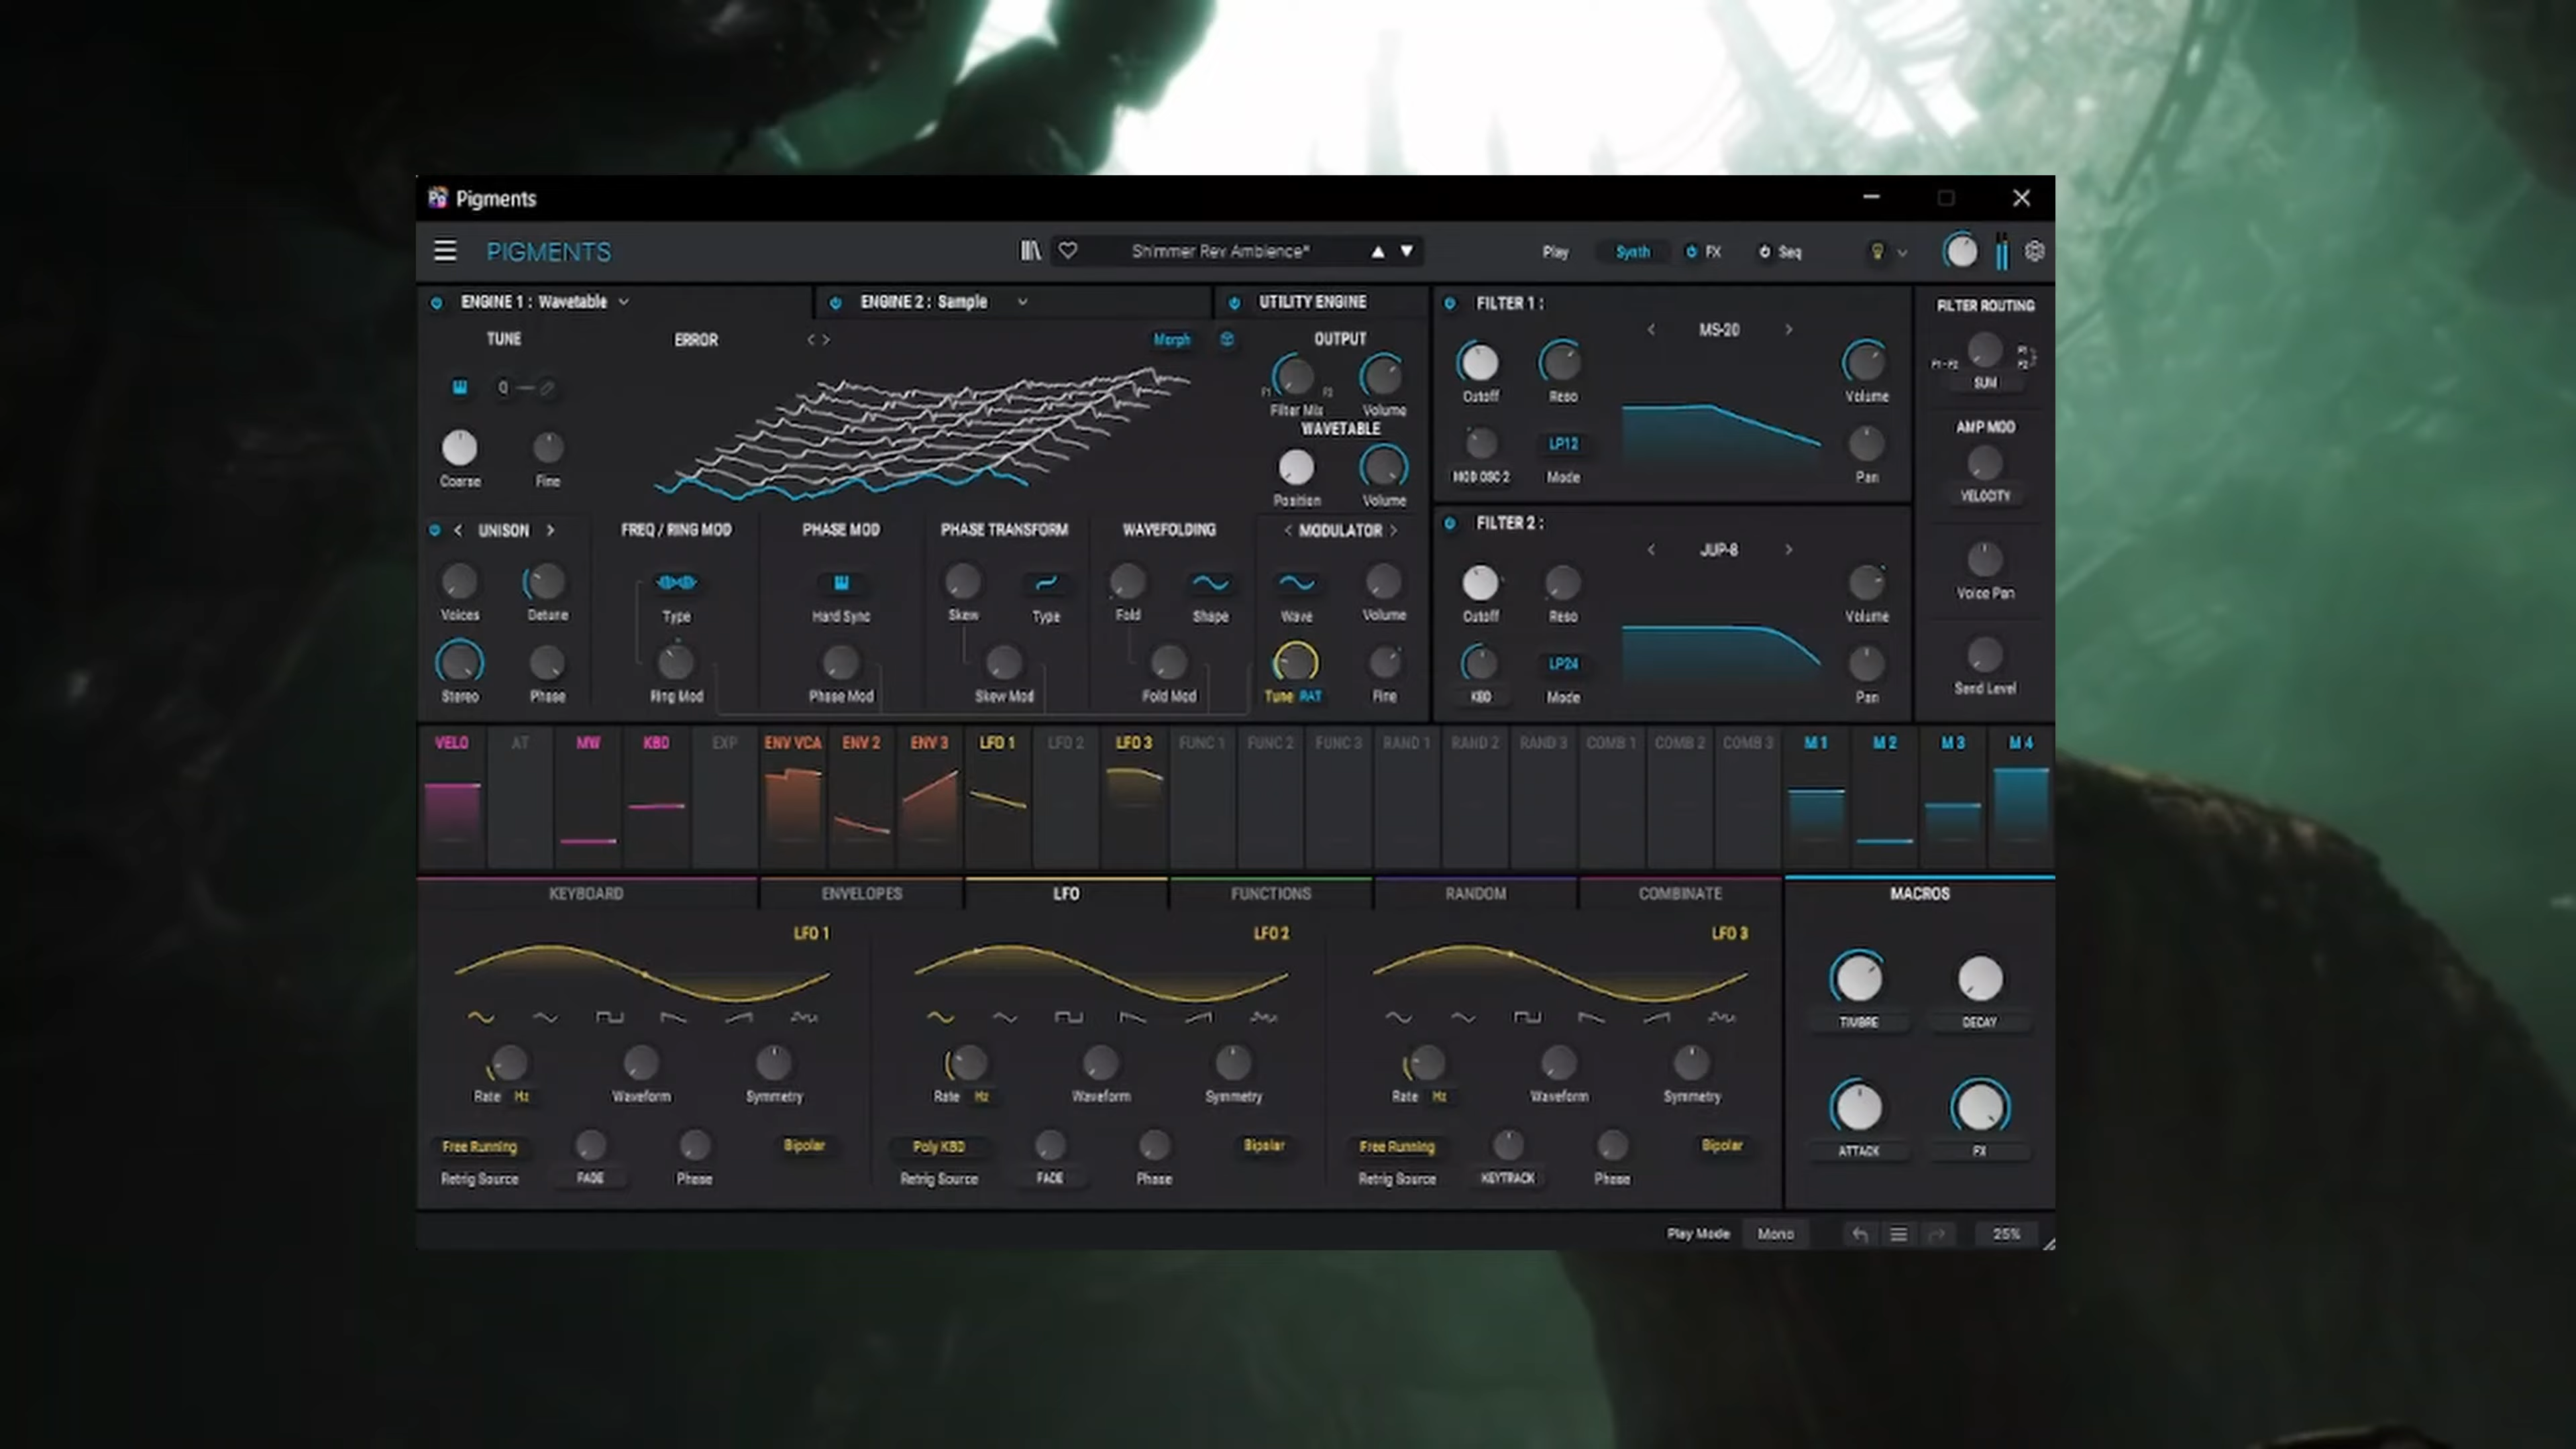 Pigments
PIGMENTS
Shimmer Rev Ambience*
Play
Synth
FX
Seq
ENGINE 1 : Wavetable
ENGINE 2 : Sample
UTILITY ENGINE
FILTER 1 :
FILTER ROUTING
TUNE
ERROR
Morph
OUTPUT
MS-20
F1
F2
Filter Mix
Volume
Cutoff
Reso
Volume
F1-F2
SUM
WAVETABLE
AMP MOD
Coarse
Fine
Position
Volume
MOD OSC 2
LP12
Mode
Pan
VELOCITY
UNISON
FREQ / RING MOD
PHASE MOD
PHASE TRANSFORM
WAVEFOLDING
MODULATOR
FILTER 2 :
JUP-8
Voices
Detune
Type
Hard Sync
Skew
Type
Fold
Shape
Wave
Volume
Cutoff
Reso
Volume
Voice Pan
Stereo
Phase
Ring Mod
Phase Mod
Skew Mod
Fold Mod
Tune RAT
Fine
KBD
LP24
Mode
Pan
Send Level
VELO
AT
MW
KBD
EXP
ENV VCA
ENV 2
ENV 3
LFO 1
LFO 2
LFO 3
FUNC 1
FUNC 2
FUNC 3
RAND 1
RAND 2
RAND 3
COMB 1
COMB 2
COMB 3
M 1
M 2
M 3
M 4
KEYBOARD
ENVELOPES
LFO
FUNCTIONS
RANDOM
COMBINATE
MACROS
LFO 1
LFO 2
LFO 3
TIMBRE
DECAY
Rate Hz
Waveform
Symmetry
Rate Hz
Waveform
Symmetry
Rate Hz
Waveform
Symmetry
Free Running
Bipolar
Poly KBD
Bipolar
Free Running
Bipolar
ATTACK
FX
Retrig Source
FADE
Phase
Retrig Source
FADE
Phase
Retrig Source
KEYTRACK
Phase
Play Mode
Mono
25%